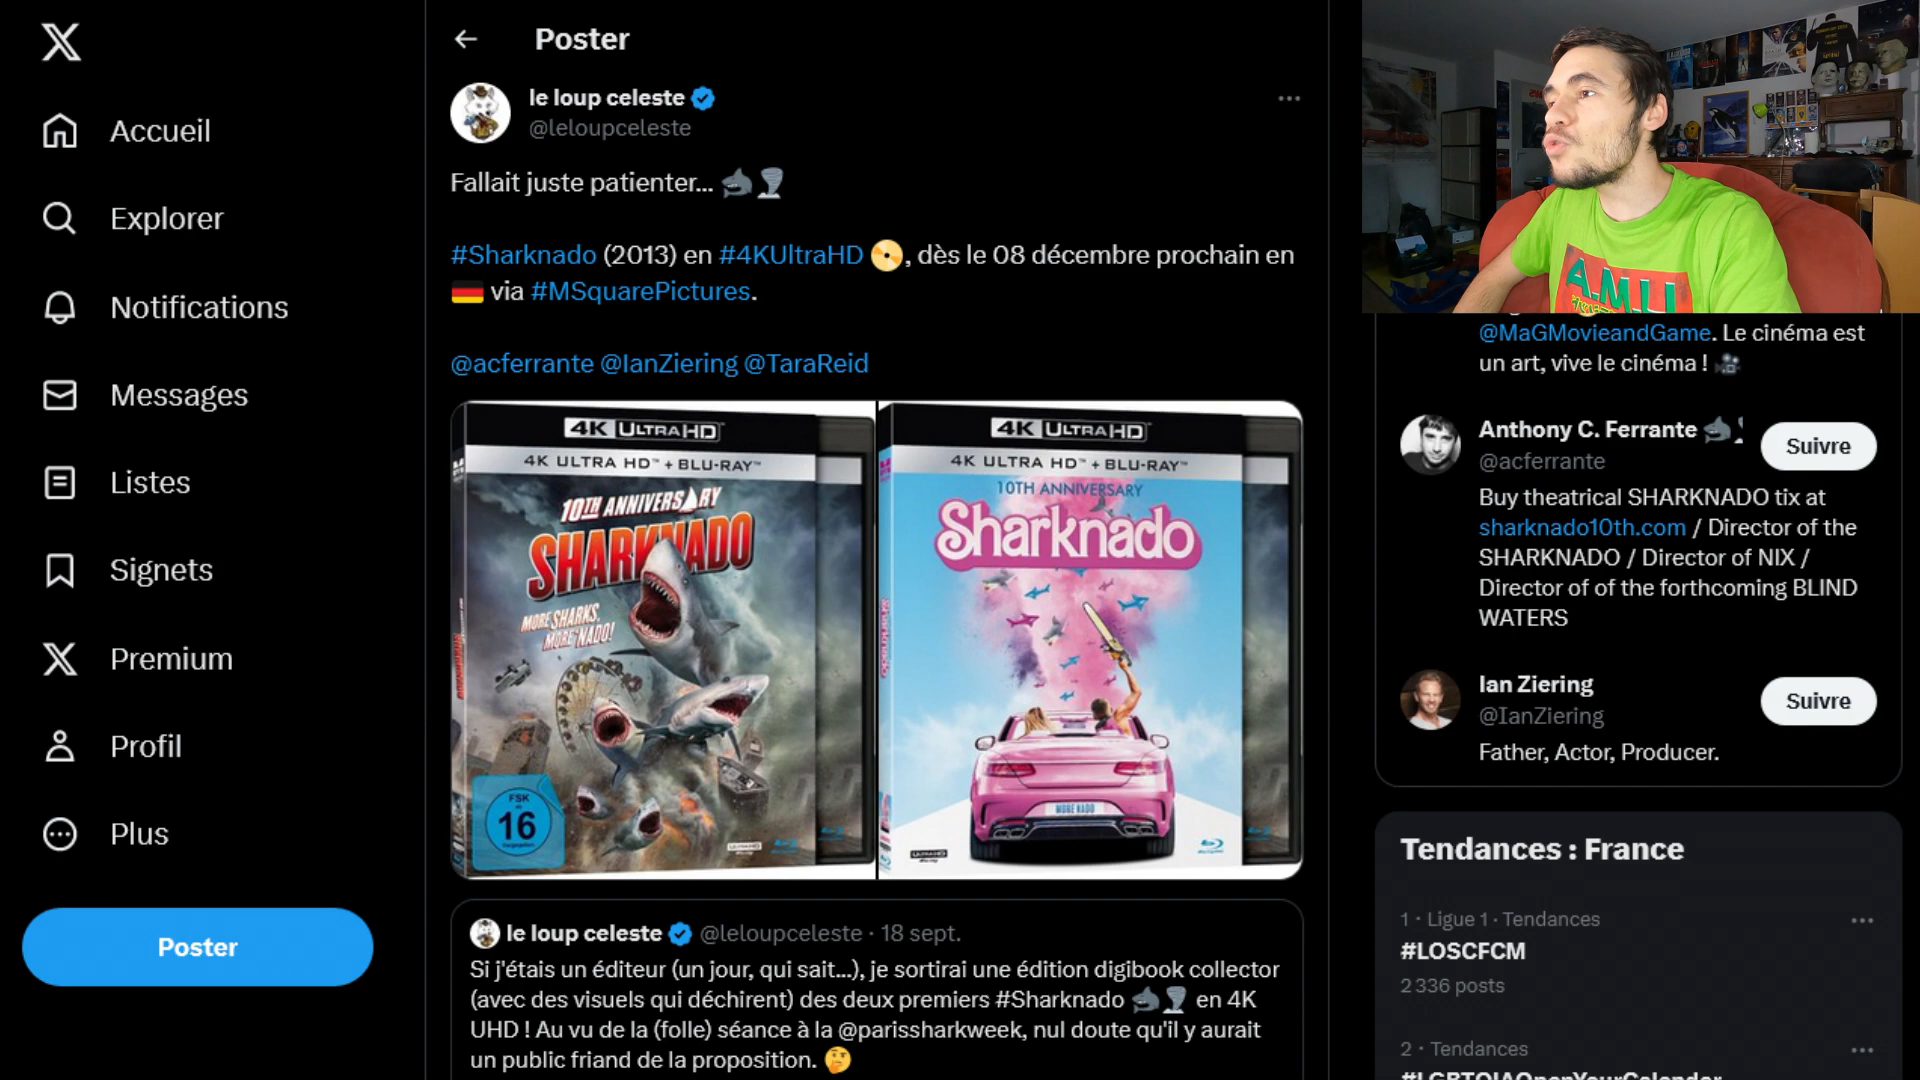 Accueil
Explorer
Notifications
Messages
Listes
Signets
Premium
Profil
Plus
Poster
Poster
le loup celeste
@leloupceleste
Fallait juste patienter...
#Sharknado (2013) en #4KUltraHD , dès le 08 décembre prochain en
via #MSquarePictures.
@acferrante @IanZiering @TaraReid
4K ULTRA HD
4K ULTRA HD™ + BLU-RAY™
10TH ANNIVERSARY
SHARKNADO
MORE SHARKS.
MORE 'NADO!
FSK
16
4K ULTRA HD
4K ULTRA HD™ + BLU-RAY™
10TH ANNIVERSARY
Sharknado
MORE NADO
le loup celeste @leloupceleste · 18 sept.
Si j'étais un éditeur (un jour, qui sait...), je sortirai une édition digibook collector
(avec des visuels qui déchirent) des deux premiers #Sharknado en 4K
UHD ! Au vu de la (folle) séance à la @parissharkweek, nul doute qu'il y aurait
un public friand de la proposition.
A.M.H
@MaGMovieandGame. Le cinéma est
un art, vive le cinéma !
Anthony C. Ferrante
@acferrante
Suivre
Buy theatrical SHARKNADO tix at
sharknado10th.com / Director of the
SHARKNADO / Director of NIX /
Director of of the forthcoming BLIND
WATERS
Ian Ziering
@IanZiering
Suivre
Father, Actor, Producer.
Tendances : France
1 · Ligue 1 · Tendances
#LOSCFCM
2 336 posts
2 · Tendances
#LGBTQIAOpenYourCalendar